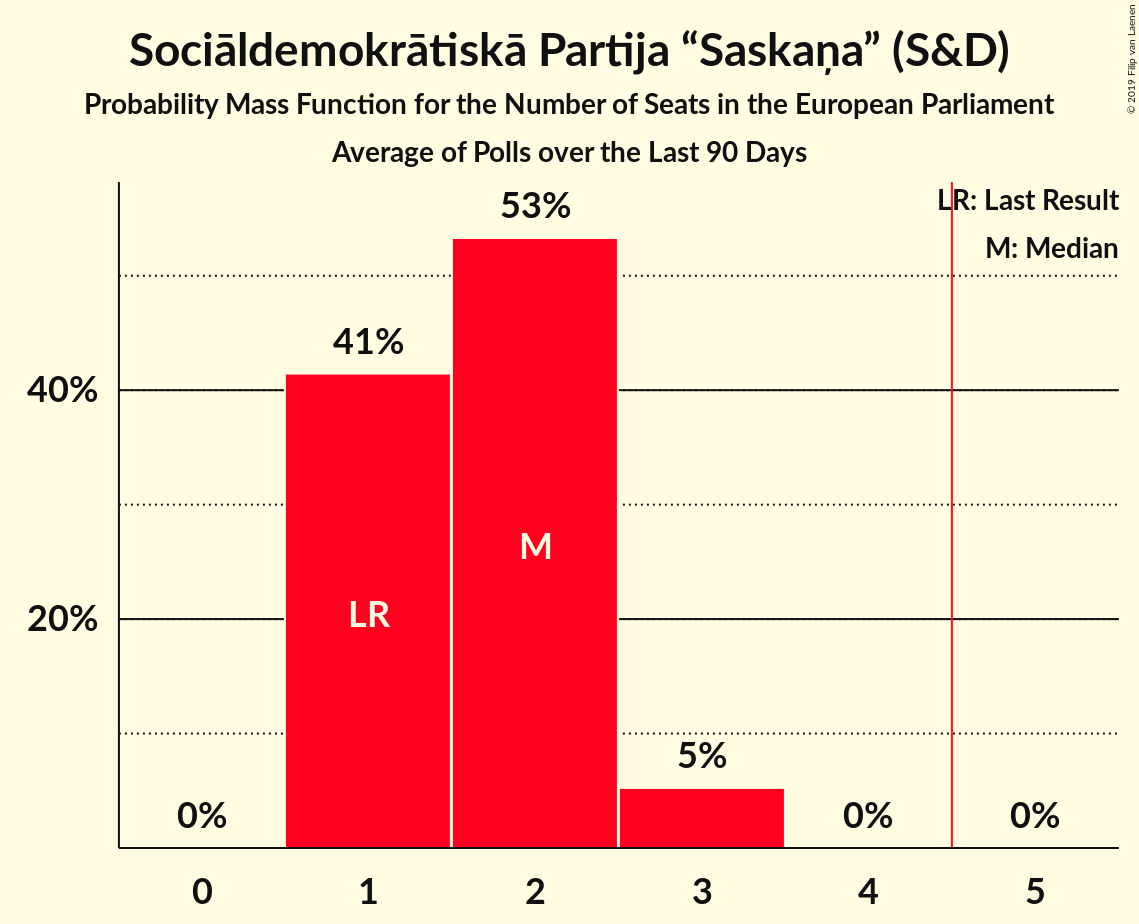 Sociāldemokrātiskā Partija “Saskaņa” (S&D)
Probability Mass Function for the Number of Seats in the European Parliament
Average of Polls over the Last 90 Days
© 2019 Filip van Laenen
LR: Last Result
M: Median
53%
41%
40%
M
LR
20%
5%
0%
0%
0%
0
1
2
3
4
5